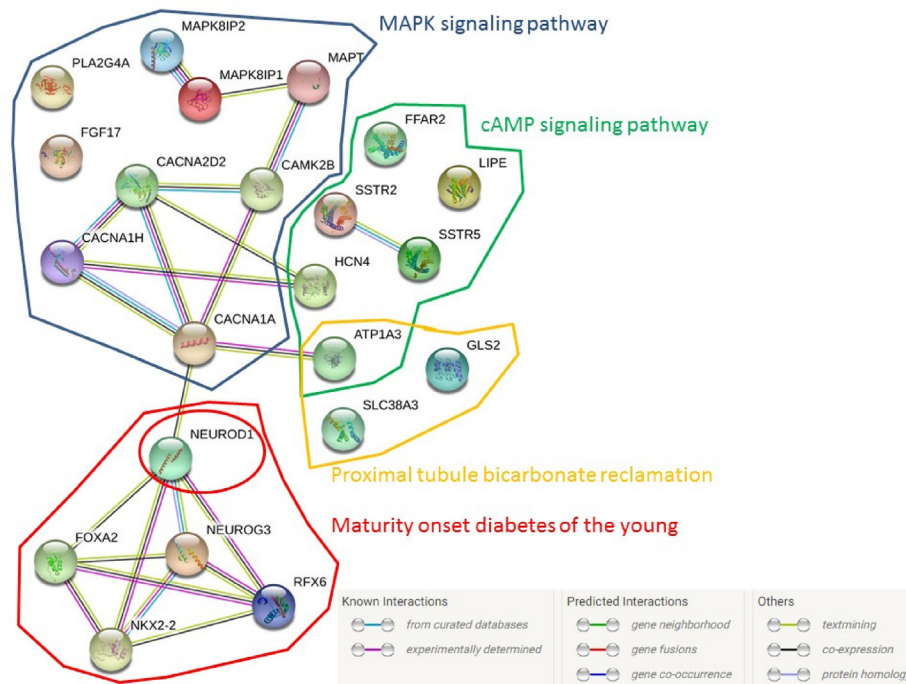 MAPK signaling pathway
MAPK8IP2
PLA2G4A
MAPK8IP1
MAPT
FGF17
CACNA2D2
CAMK2B
CACNA1H
CACNA1A
cAMP signaling pathway
FFAR2
LIPE
SSTR2
SSTR5
HCN4
ATP1A3
GLS2
SLC38A3
Proximal tubule bicarbonate reclamation
NEUROD1
Maturity onset diabetes of the young
FOXA2
NEUROG3
RFX6
NKX2-2
Known Interactions
from curated databases
experimentally determined
Predicted Interactions
gene neighborhood
gene fusions
gene co-occurrence
Others
textmining
co-expression
protein homology